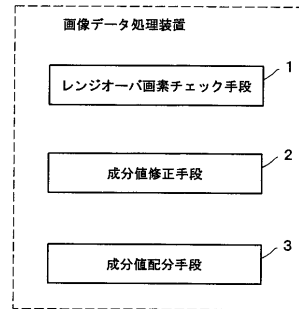 画像データ処理装置
レンジオーバ画素チェック手段
1
成分値修正手段
2
成分値配分手段
3